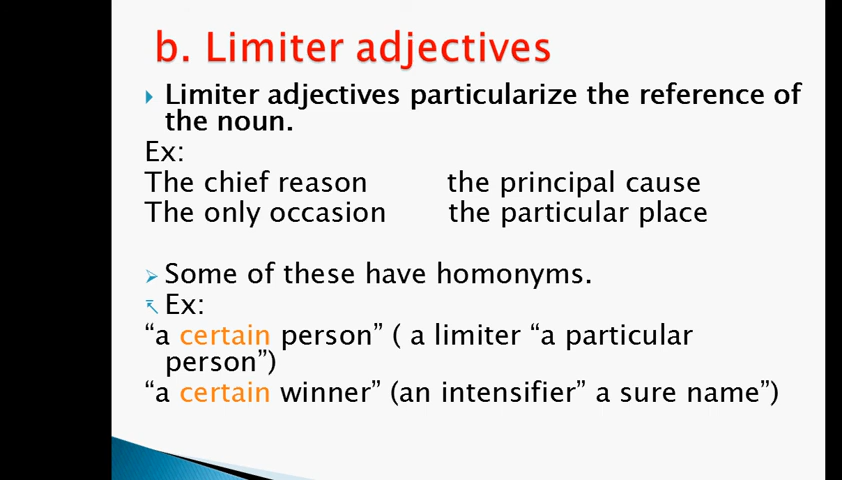 b. Limiter adjectives
Limiter adjectives particularize the reference of
the noun.
Ex:
The chief reason the principal cause
The only occasion the particular place
Some of these have homonyms.
Ex:
“a certain person” ( a limiter “a particular
person”)
“a certain winner” (an intensifier” a sure name”)